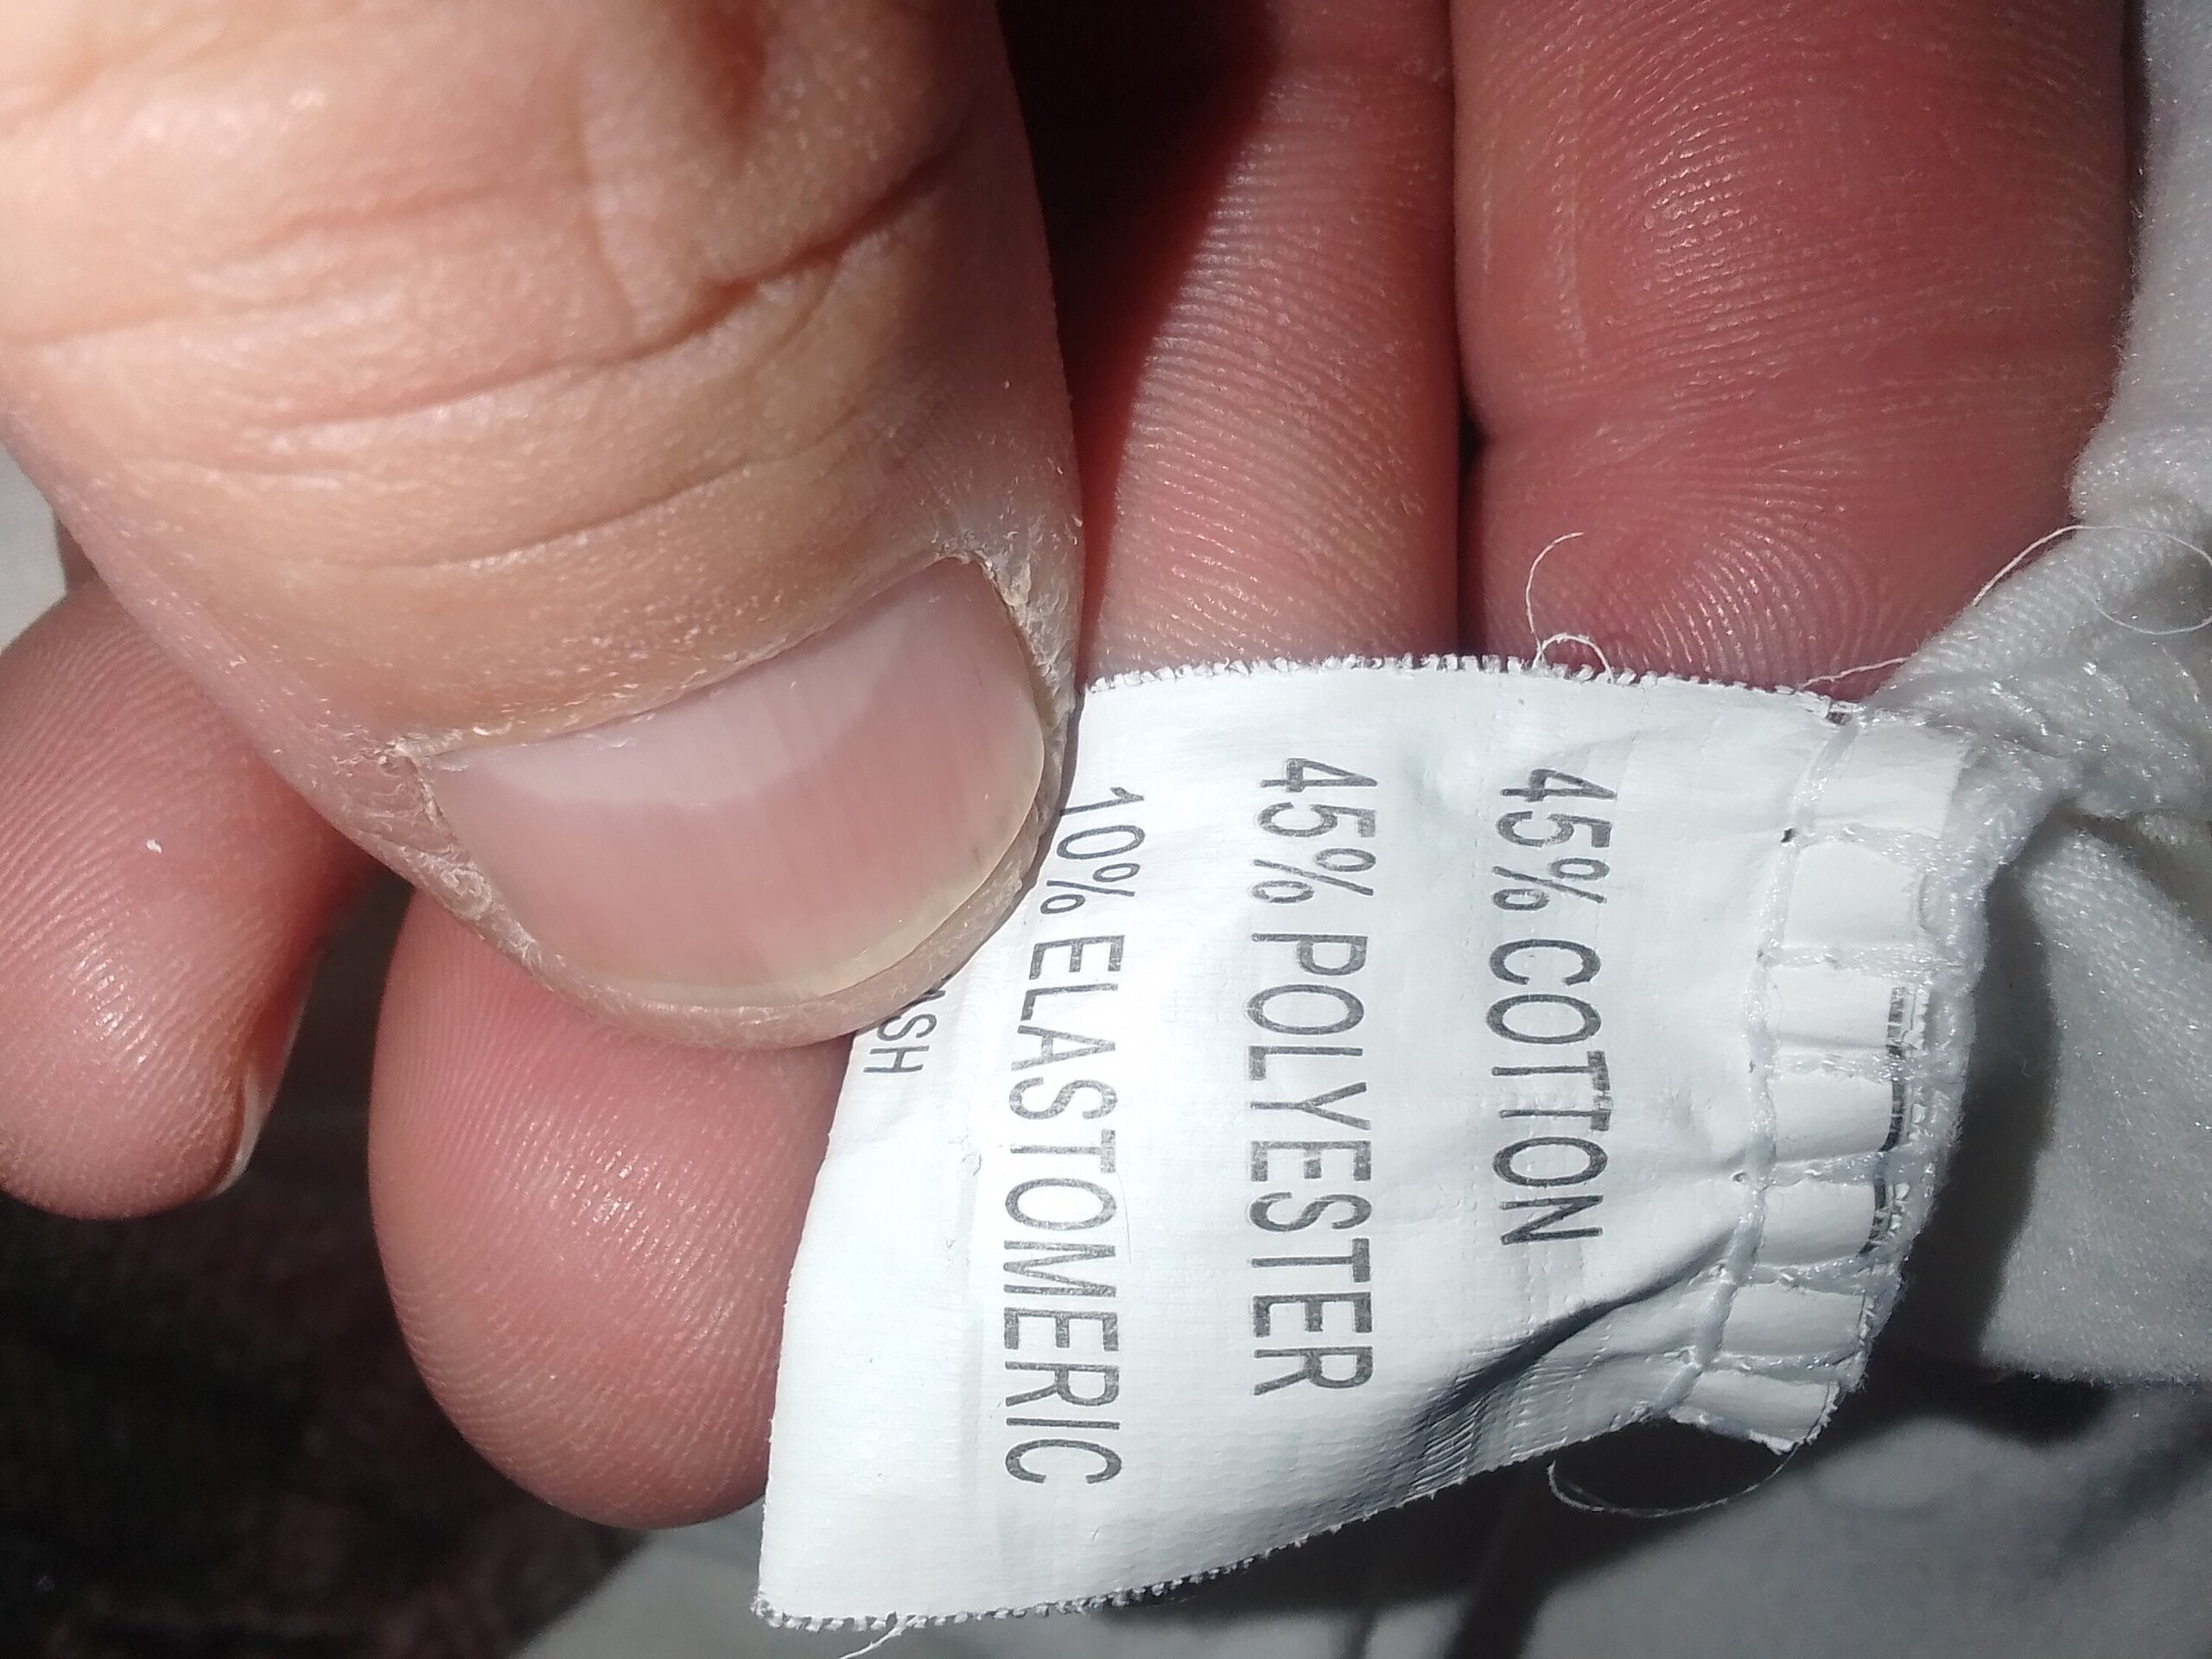 45% COTTON
45% POLYESTER
10% ELASTOMERIC